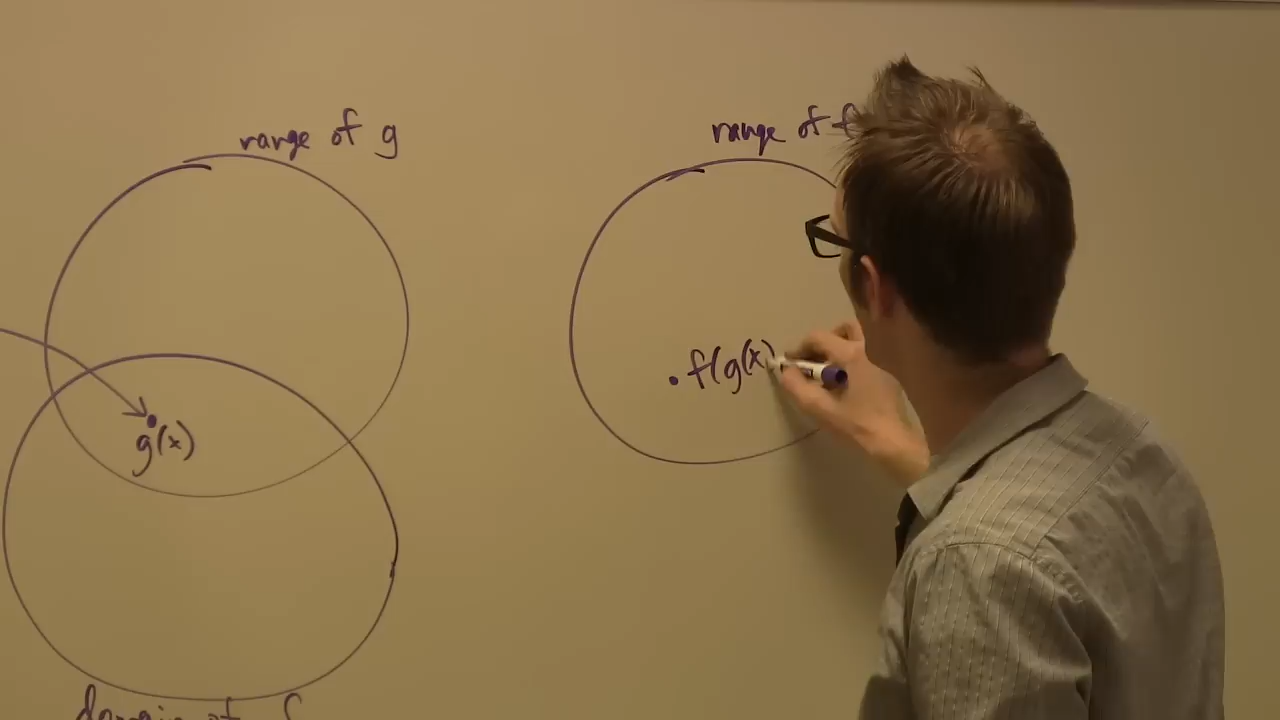 range of g
range of f
g(x)
f(g(x)
domain of f